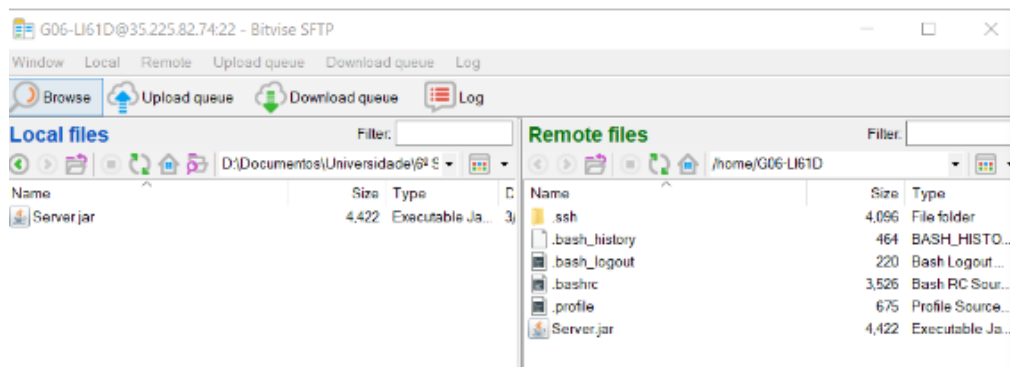 G06-LI61D@35.225.82.74:22 - Bitvise SFTP
Window Local Remote Upload queue Download queue Log
Browse Upload queue Download queue Log
Local files Filter:
D:\Documentos\Universidade\6º S
Name Size Type D
Server.jar 4,422 Executable Ja... 3/
Remote files Filter:
/home/G06-LI61D
Name Size Type
.ssh 4,096 File folder
.bash_history 464 BASH_HISTO...
.bash_logout 220 Bash Logout...
.bashrc 3,526 Bash RC Sour...
.profile 675 Profile Source...
Server.jar 4,422 Executable Ja...